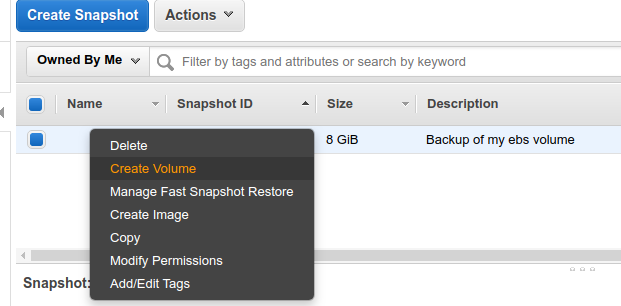 Create Snapshot Actions
Owned By Me Filter by tags and attributes or search by keyword
Name Snapshot ID Size Description
8 GiB Backup of my ebs volume
Delete
Create Volume
Manage Fast Snapshot Restore
Create Image
Copy
Modify Permissions
Add/Edit Tags
Snapshot: